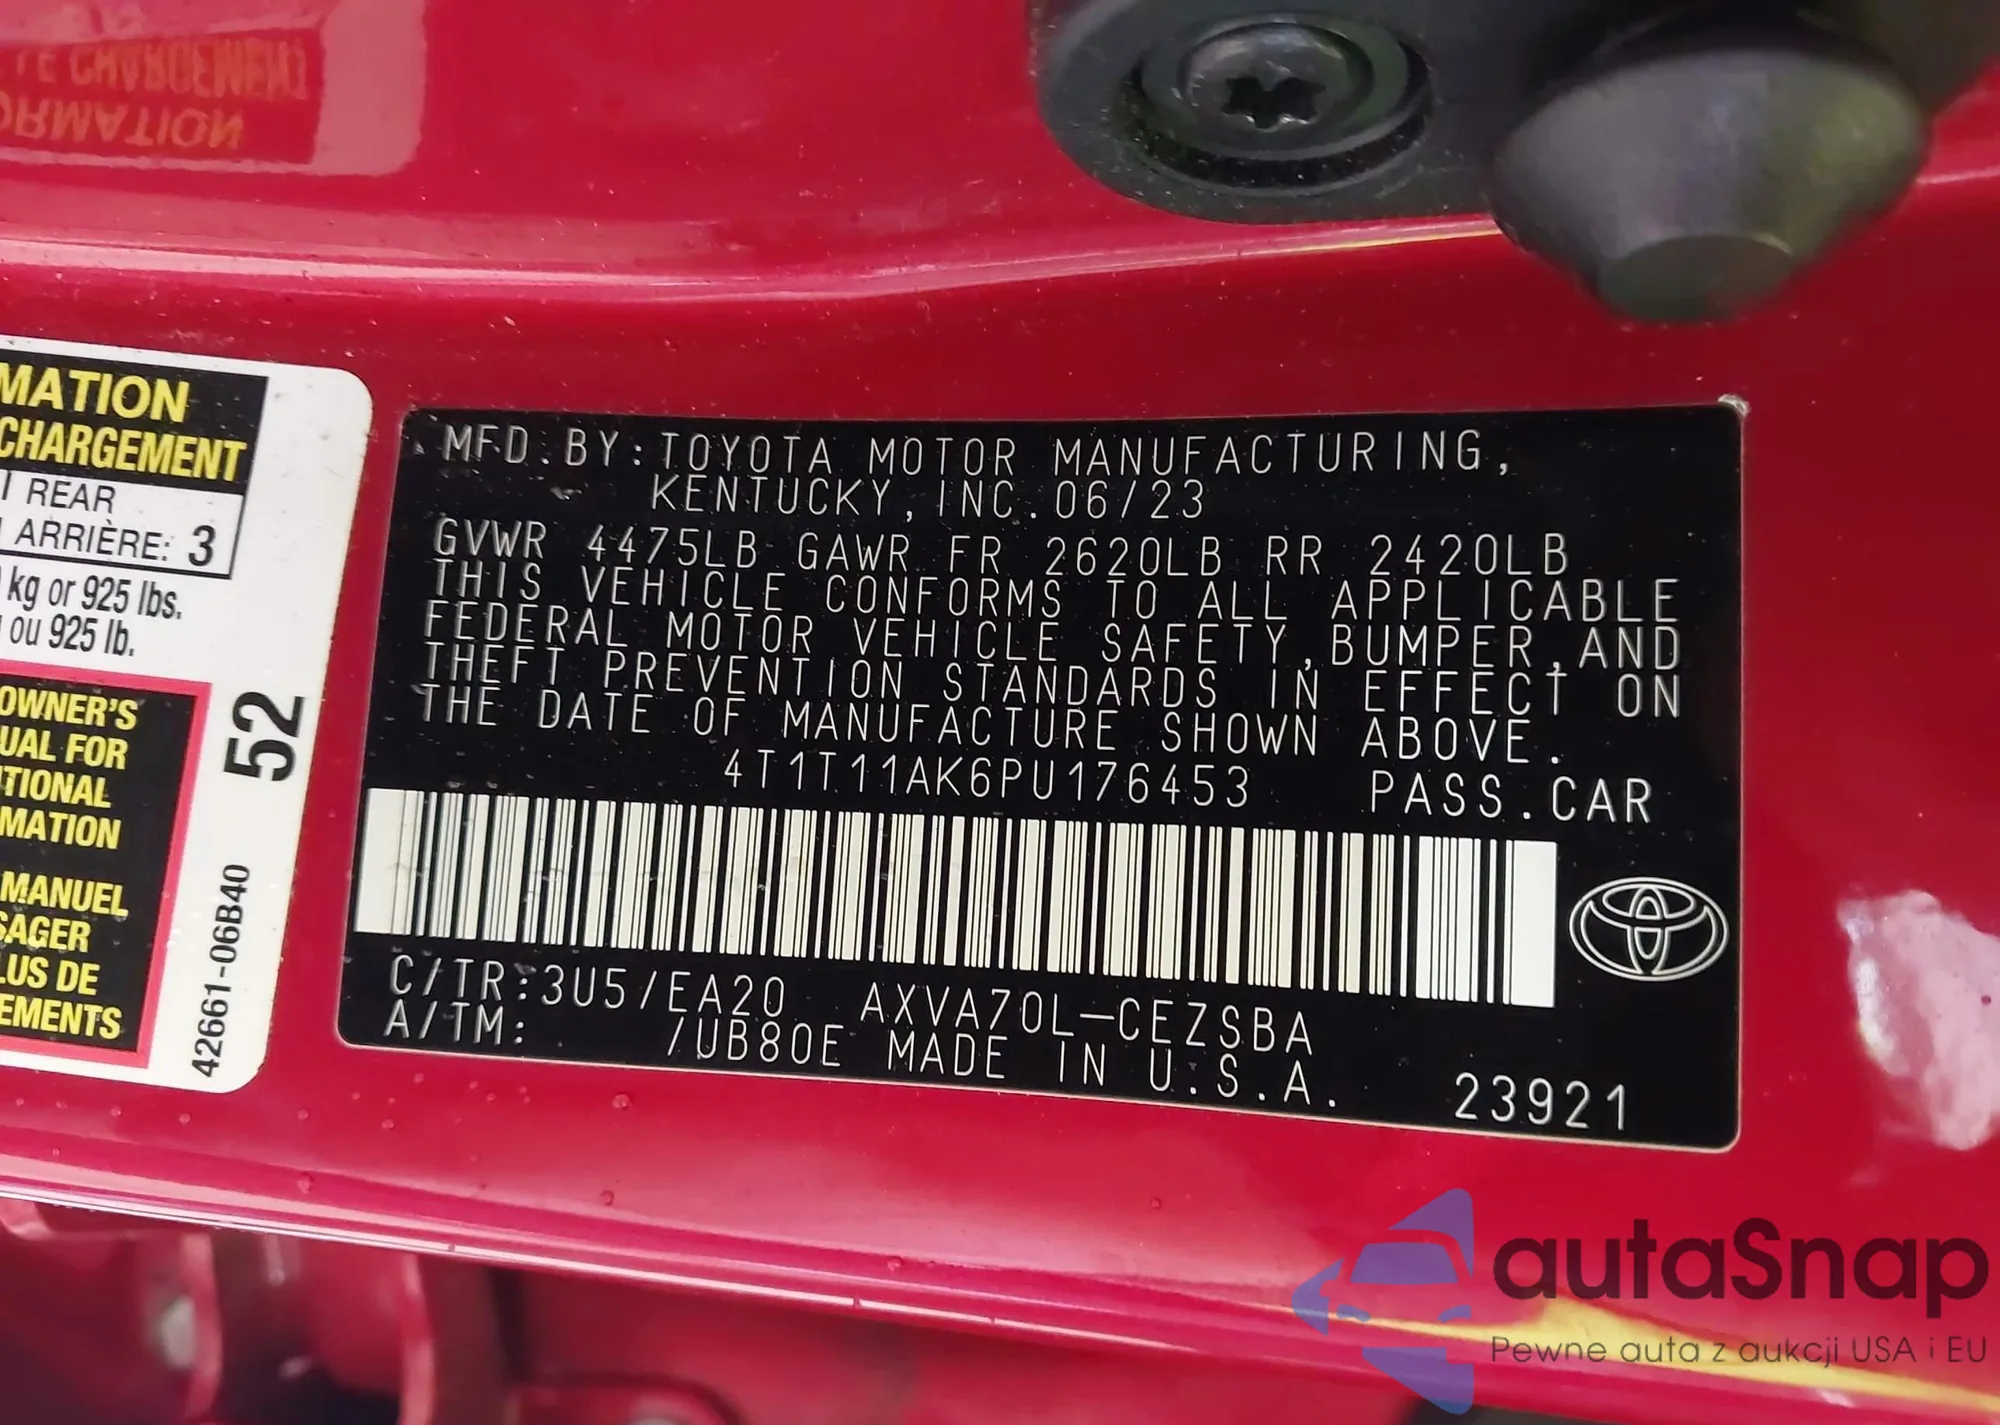 LE CHARGEMENT
ORMATION
MATION
CHARGEMENT
REAR
ARRIÈRE: 3
kg or 925 lbs.
ou 925 lb.
OWNER'S
UAL FOR
TIONAL
MATION
MANUEL
SAGER
LUS DE
EMENTS
52
42661-06B40
MFD.BY:TOYOTA MOTOR MANUFACTURING,
KENTUCKY,INC.06/23
GVWR 4475LB GAWR FR 2620LB RR 2420LB
THIS VEHICLE CONFORMS TO ALL APPLICABLE
FEDERAL MOTOR VEHICLE SAFETY,BUMPER,AND
THEFT PREVENTION STANDARDS IN EFFECT ON
THE DATE OF MANUFACTURE SHOWN ABOVE.
4T1T11AK6PU176453 PASS.CAR
C/TR:3U5/EA20 AXVA70L-CEZSBA
A/TM: /UB80E MADE IN U.S.A.
23921
autaSnap
Pewne auta z aukcji USA i EU